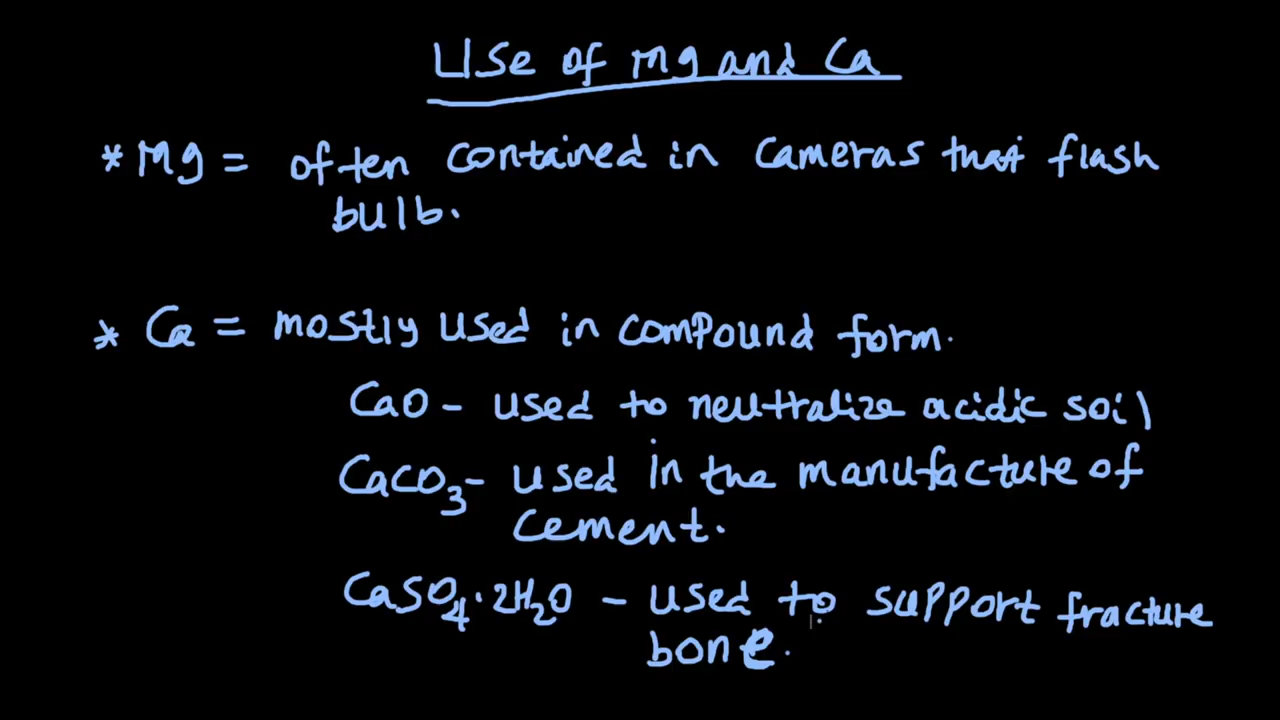 Use of Mg and Ca
* Mg = often contained in cameras that flash
bulb.
* Ca = mostly used in compound form.
CaO - used to neutralize acidic soil
CaCO3 - used in the manufacture of
cement.
CaSO4.2H2O - used to support fracture
bone.